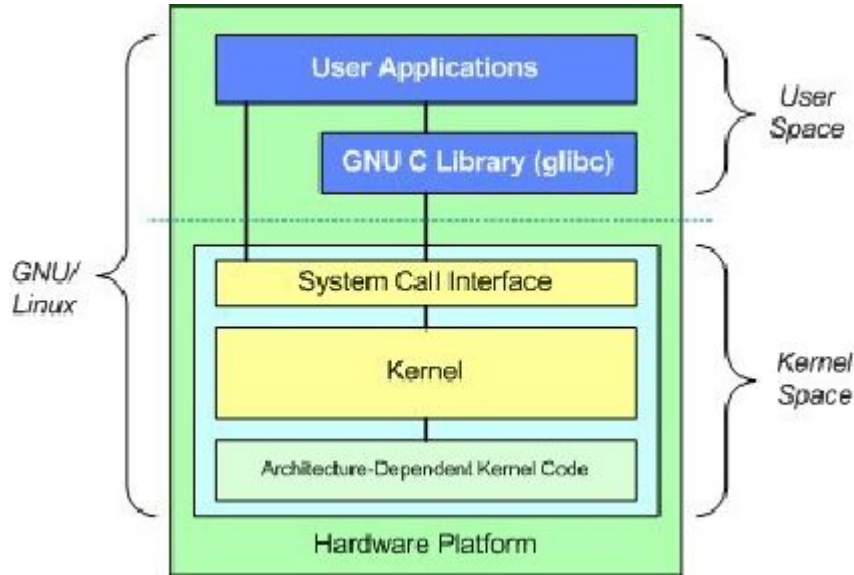 User Applications
GNU C Library (glibc)
User
Space
GNU/
Linux
System Call Interface
Kernel
Kernel
Space
Architecture-Dependent Kernel Code
Hardware Platform